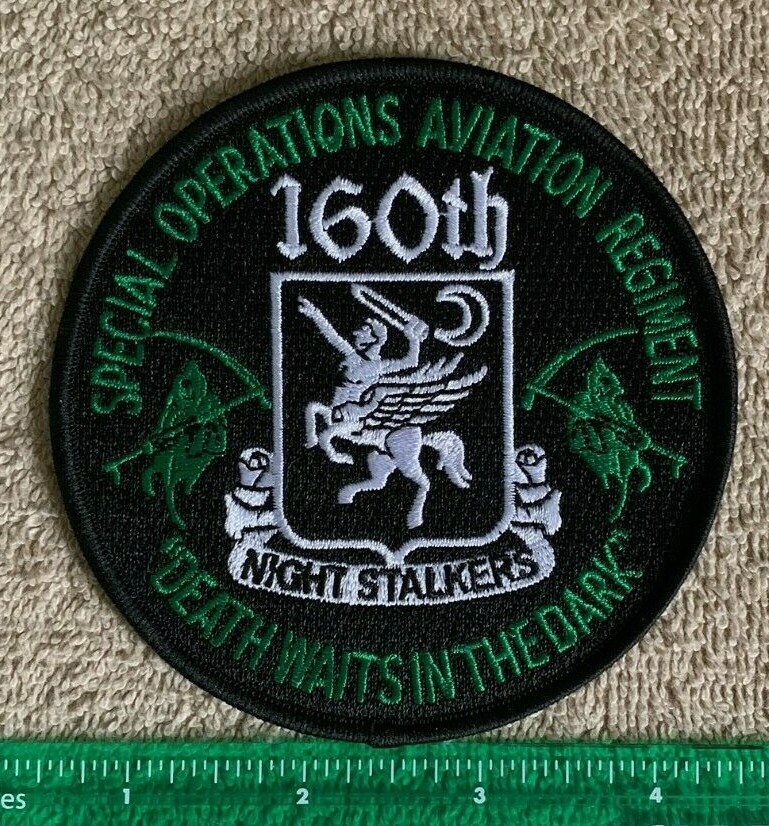 SPECIAL OPERATIONS AVIATION REGIMENT
160th
NIGHT STALKERS
"DEATH WAITS IN THE DARK"
es 1 2 3 4